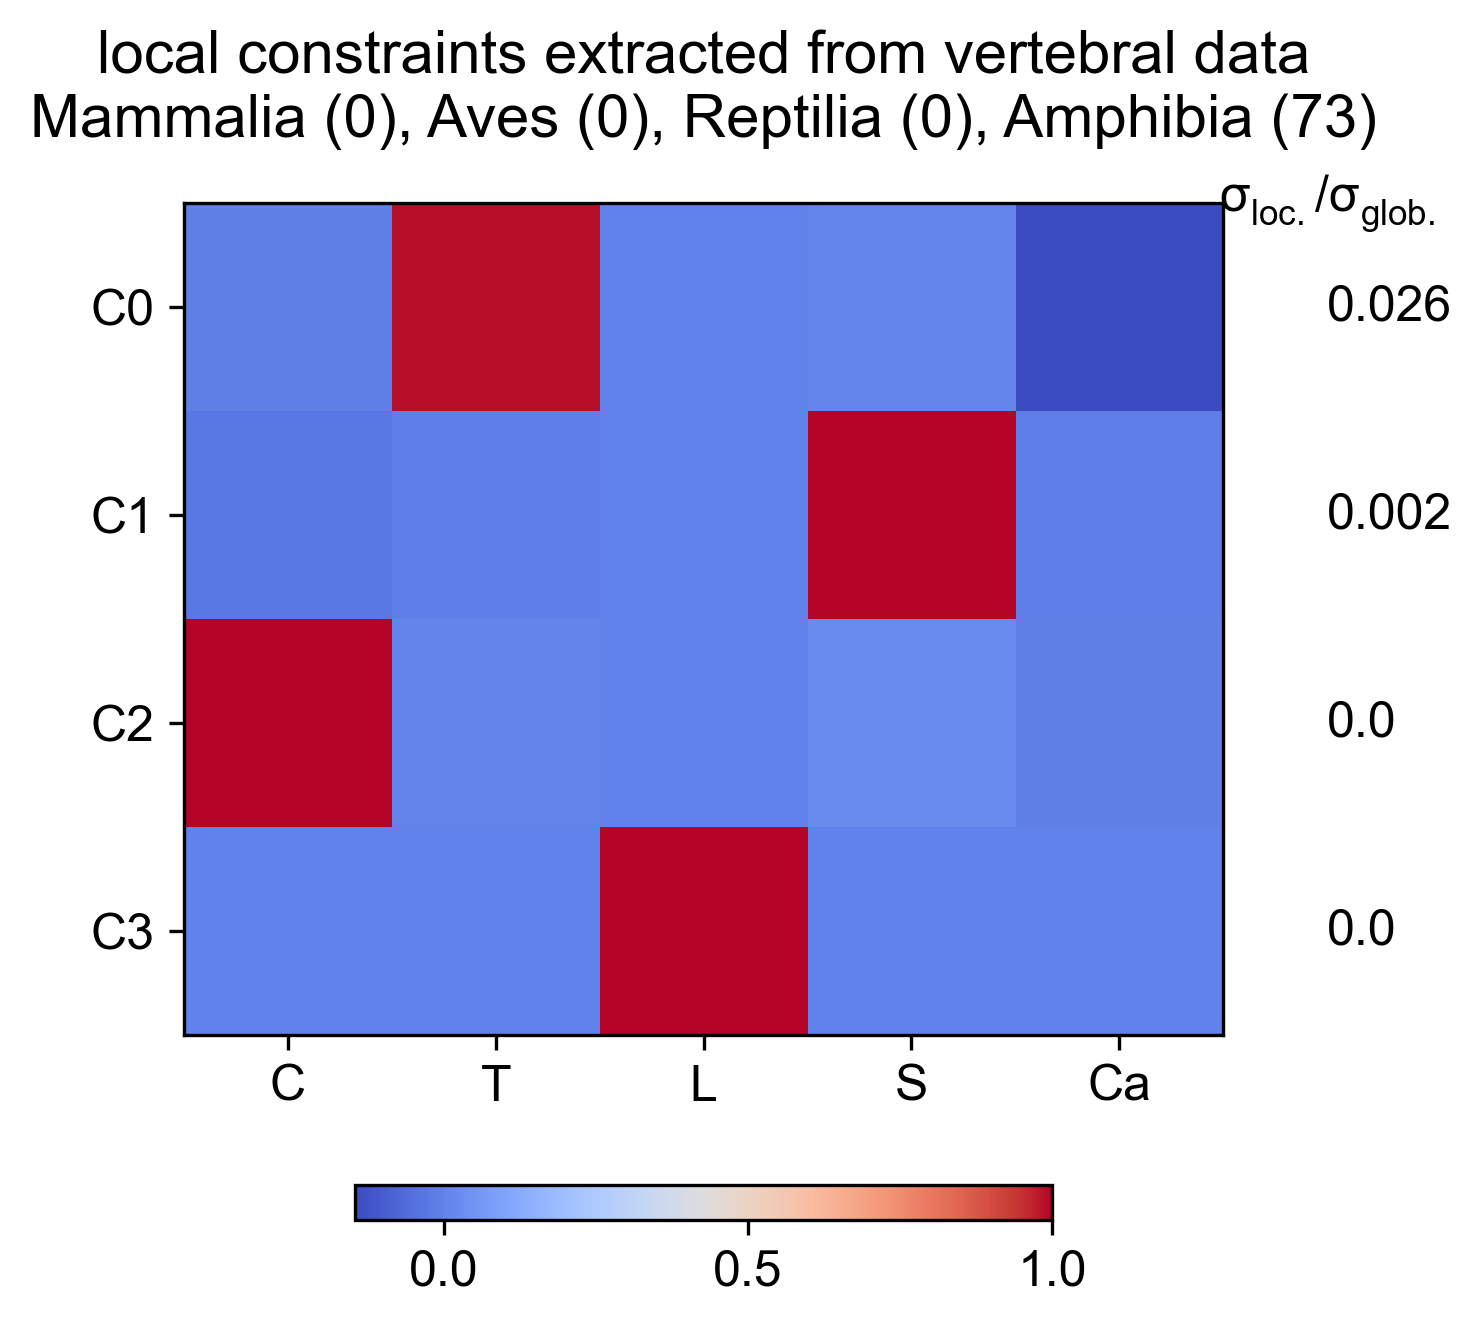 local constraints extracted from vertebral data
Mammalia (0), Aves (0), Reptilia (0), Amphibia (73)
σloc. /σglob.
C0 0.026
C1 0.002
C2 0.0
C3 0.0
C T L S Ca
0.0 0.5 1.0